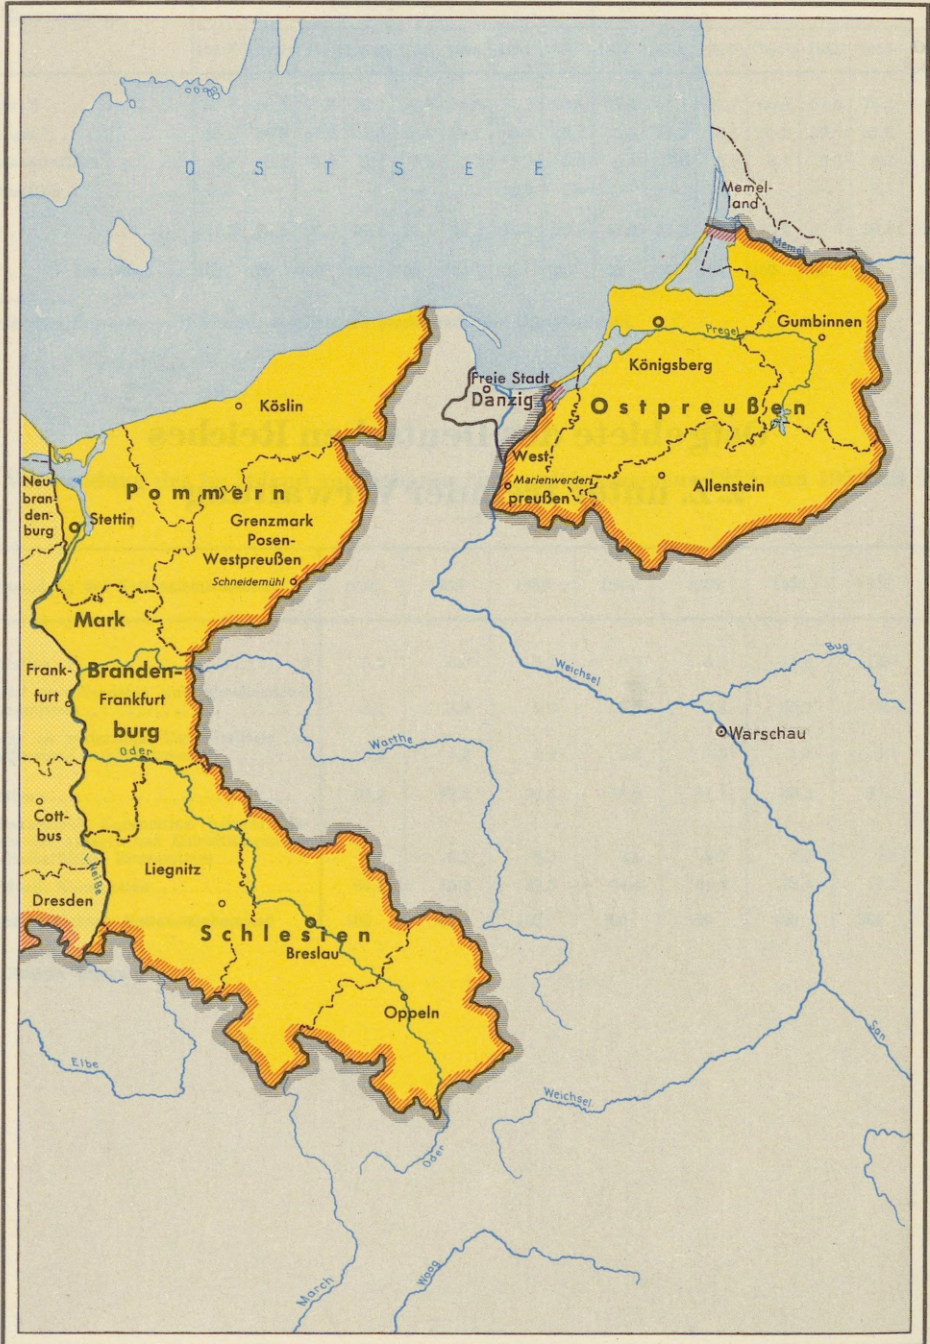 OSTSEE
Memel-
land
Memel
Gumbinnen
Pregel
Königsberg
Ostpreußen
Freie Stadt
Danzig
West-
Marienwerder
preußen
Allenstein
Köslin
Pommern
Neu-
bran-
den-
burg
Stettin
Grenzmark
Posen-
Westpreußen
Schneidemühl
Mark
Branden-
Frankfurt
burg
Frank-
furt
Oder
Warthe
Weichsel
Bug
Warschau
Cott-
bus
Neiße
Dresden
Liegnitz
Schlesien
Breslau
Oppeln
Elbe
Oder
Weichsel
San
March
Waag